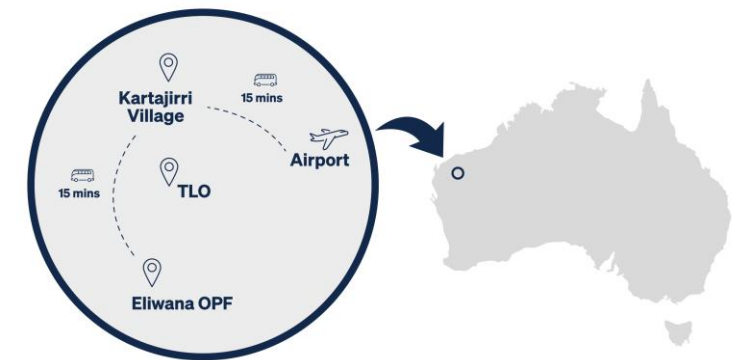 Kartajirri
Village
15 mins
Airport
TLO
15 mins
Eliwana OPF